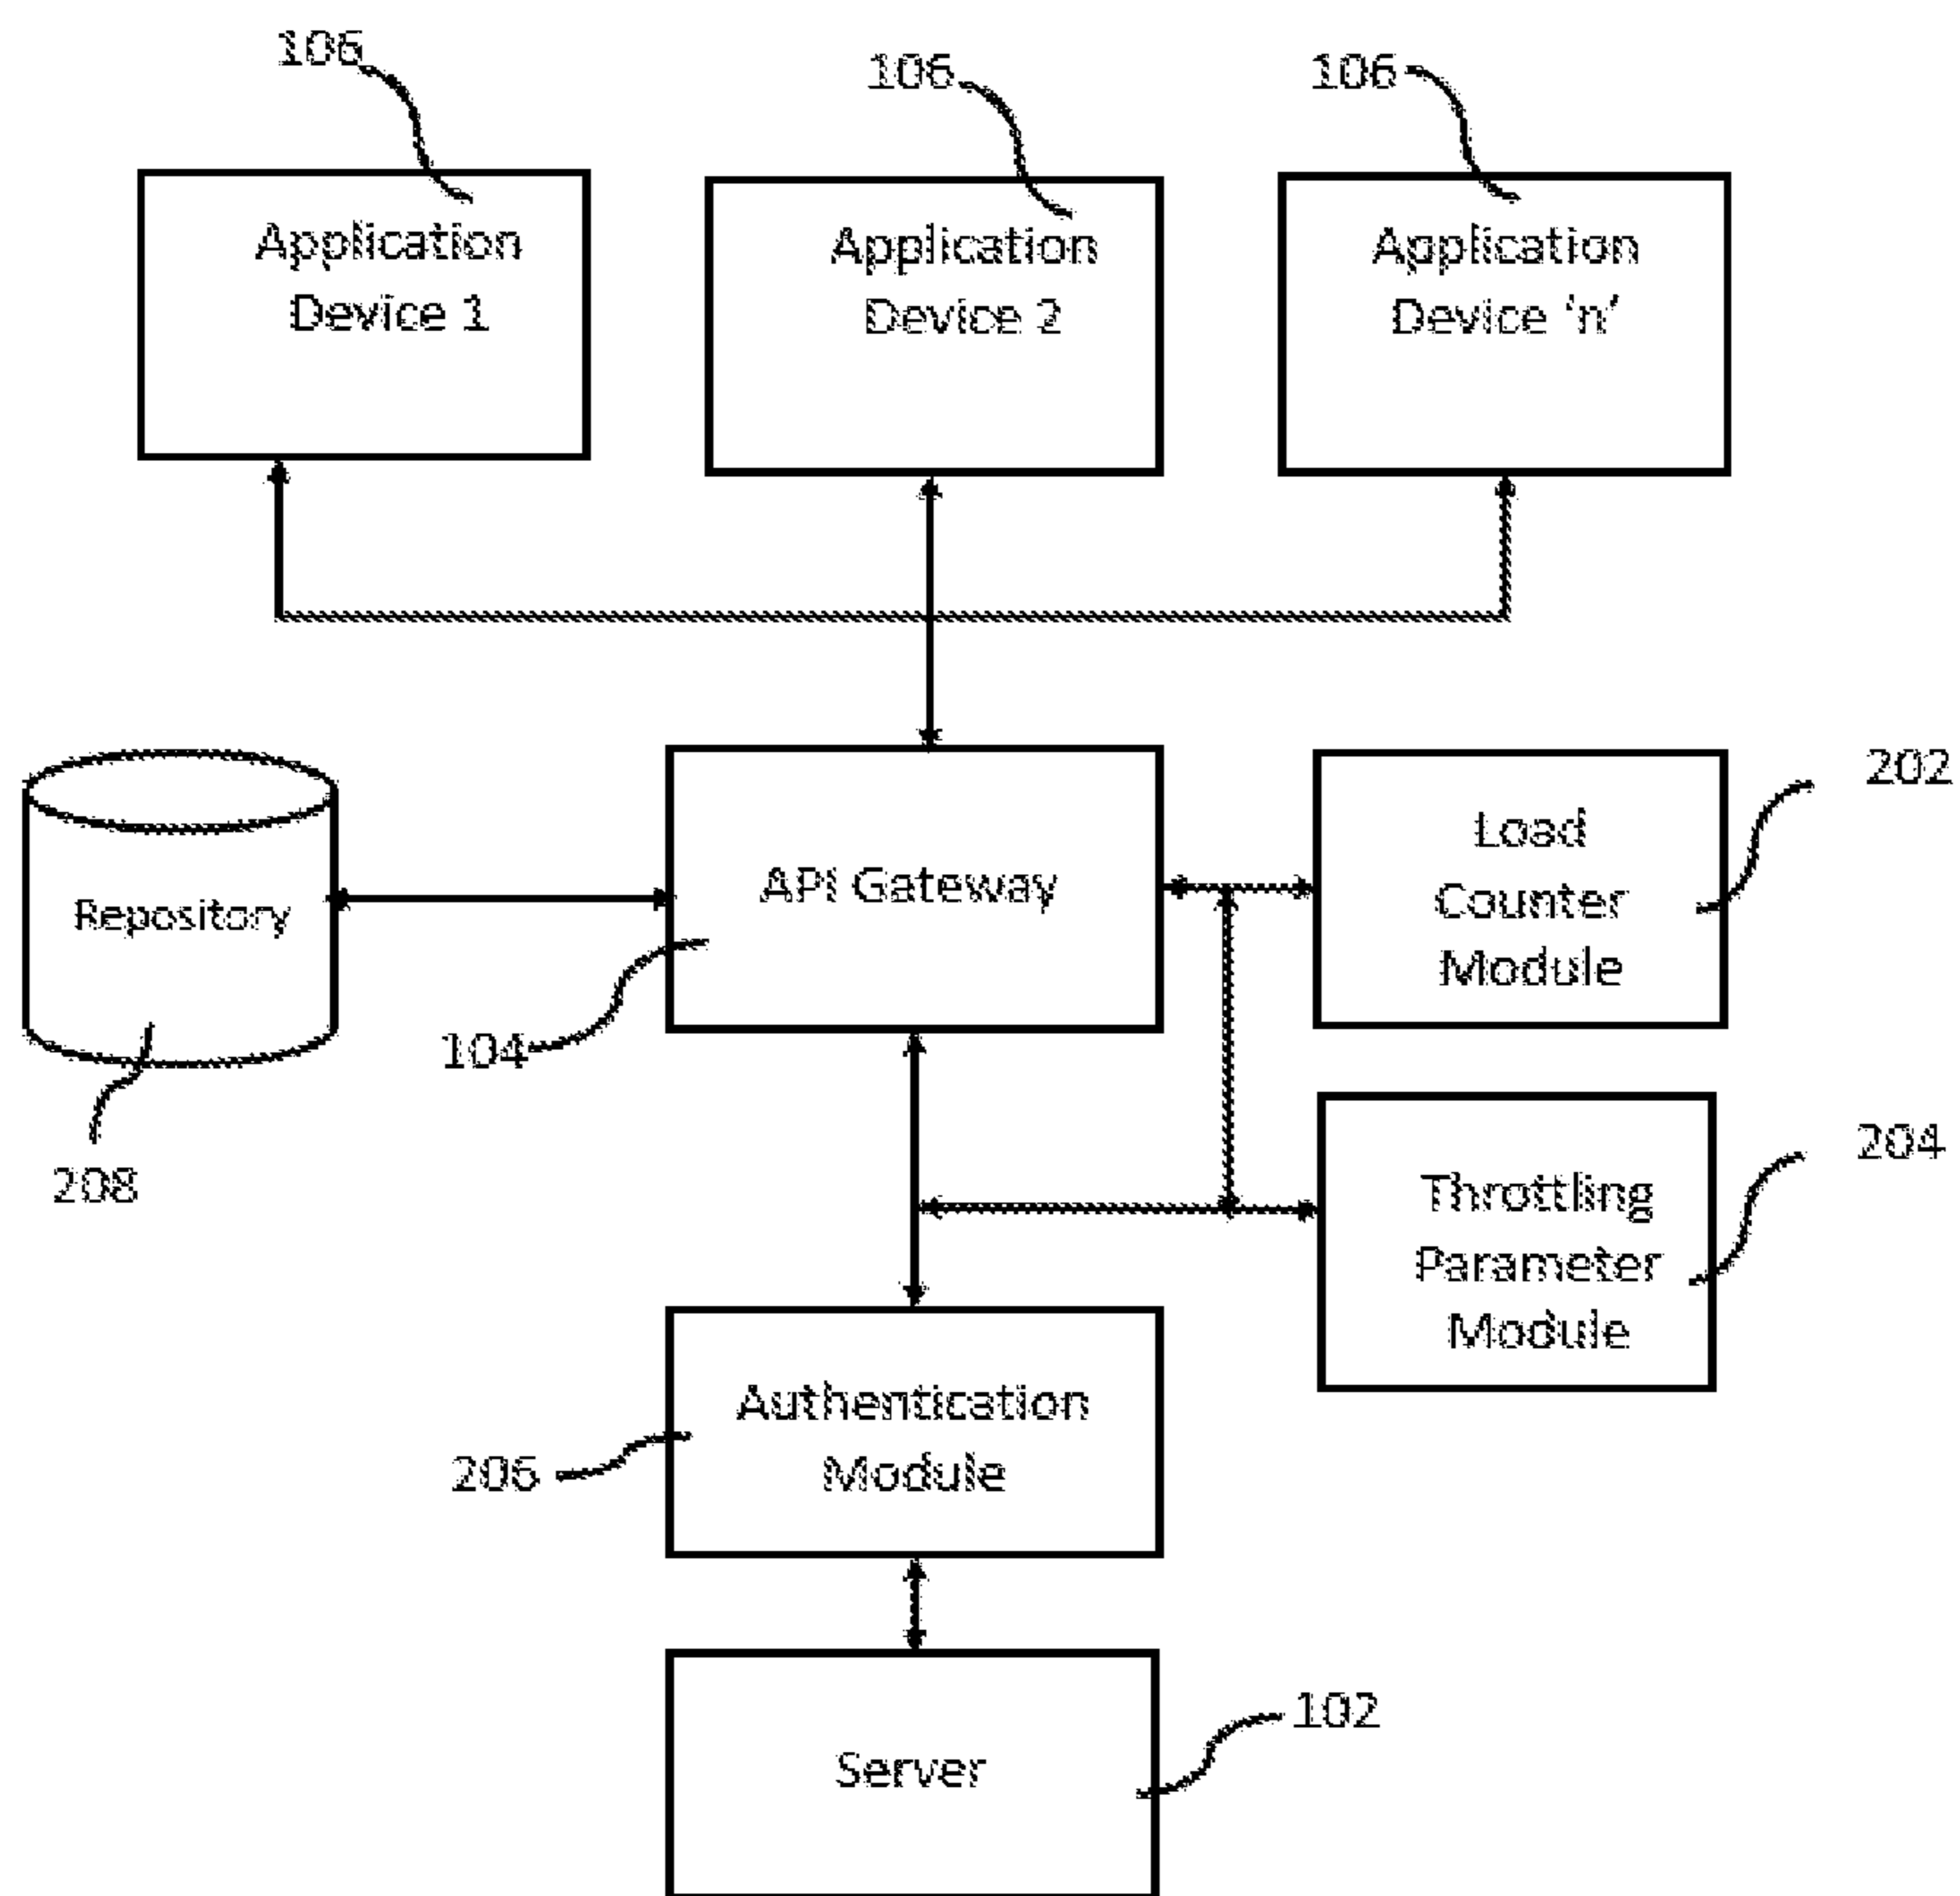 106
106
106
Application
Device 1
Application
Device 2
Application
Device ‘n’
202
Load
Counter
Module
API Gateway
Repository
104
208
204
Throttling
Parameter
Module
Authentication
Module
206
102
Server